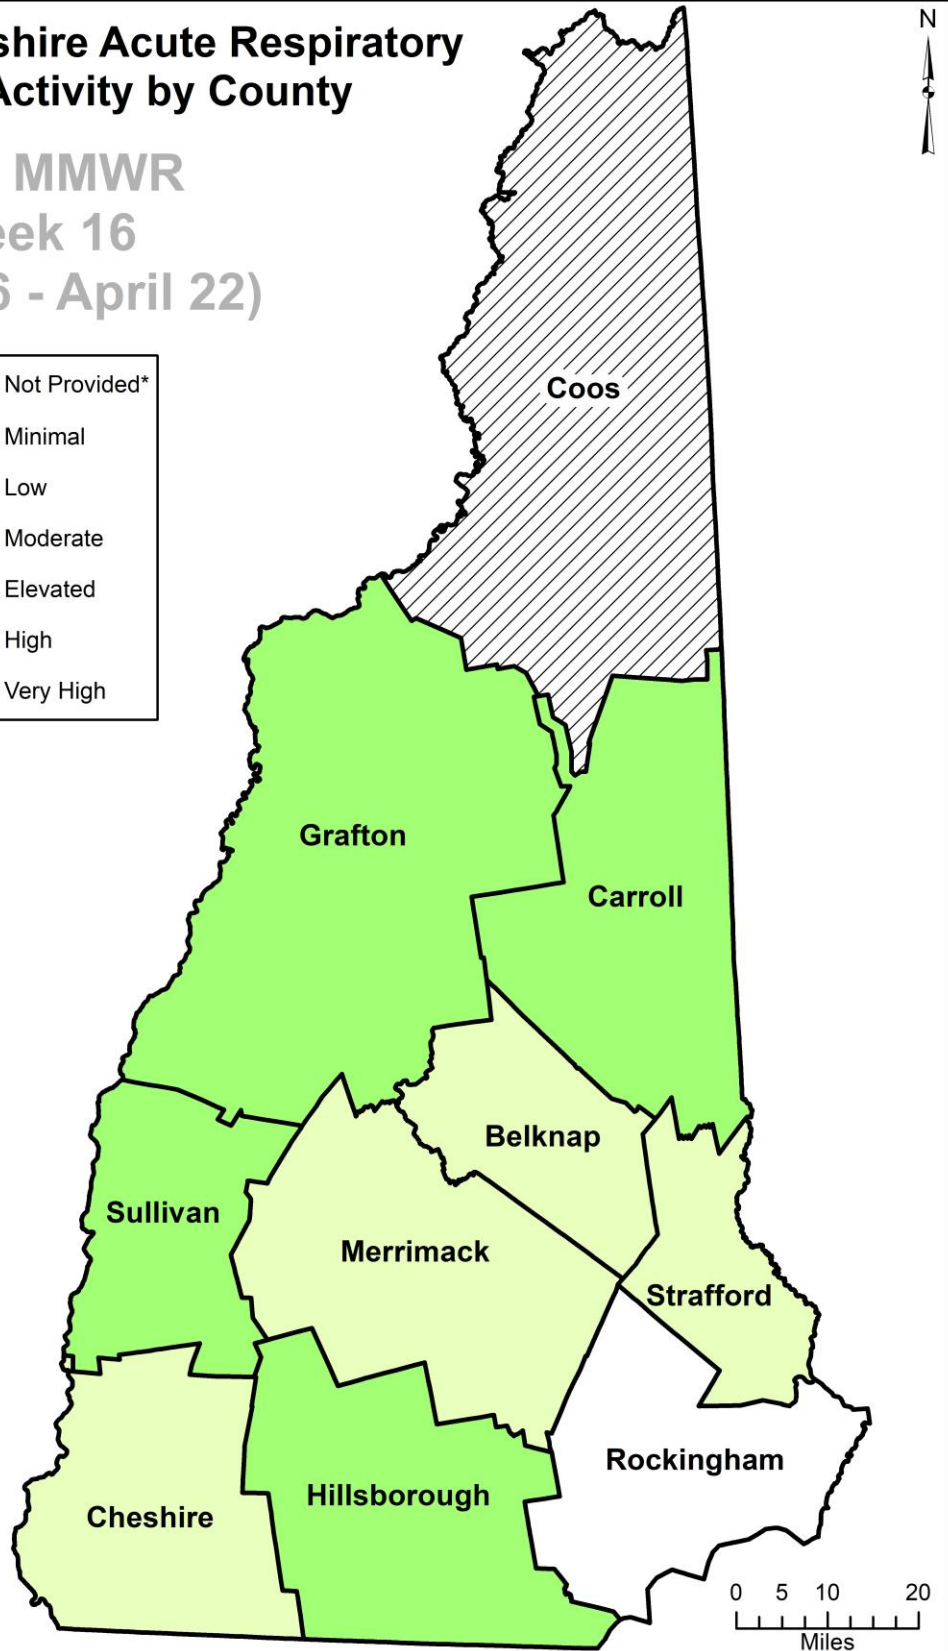 shire Acute Respiratory
Activity by County
N
MMWR
eek 16
6 - April 22)
Not Provided*
Minimal
Low
Moderate
Elevated
High
Very High
Coos
Grafton
Carroll
Belknap
Sullivan
Merrimack
Strafford
Rockingham
Hillsborough
Cheshire
0 5 10 20
Miles